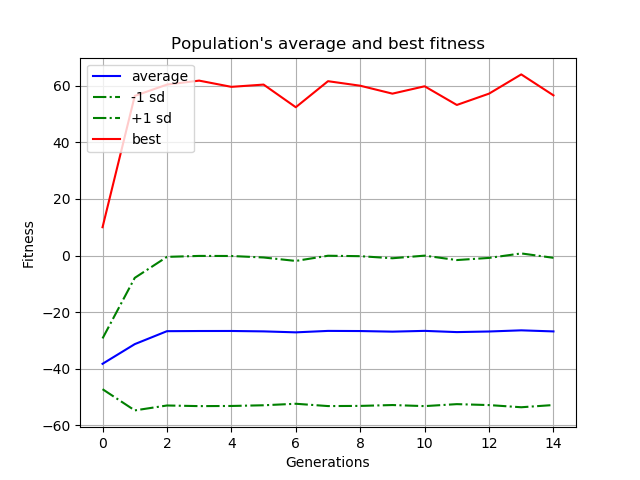 Population's average and best fitness
average
-1 sd
+1 sd
best
Fitness
60
40
20
0
−20
−40
−60
0 2 4 6 8 10 12 14
Generations